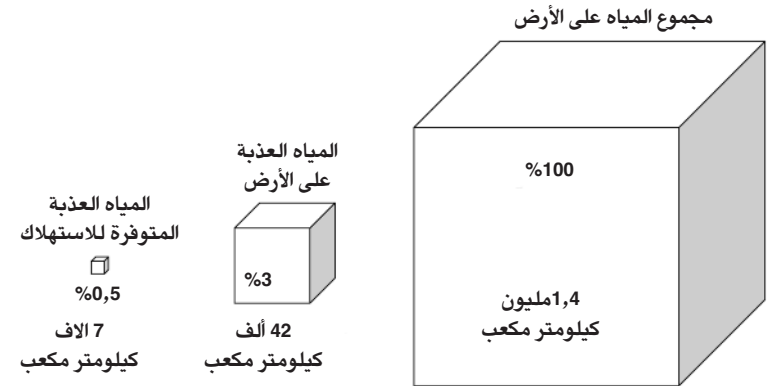 مجموع المياه على الأرض
%100
1,4مليون
كيلومتر مكعب
المياه العذبة
على الأرض
%3
42 ألف
كيلومتر مكعب
المياه العذبة
المتوفرة للاستهلاك
%0,5
7 الاف
كيلومتر مكعب